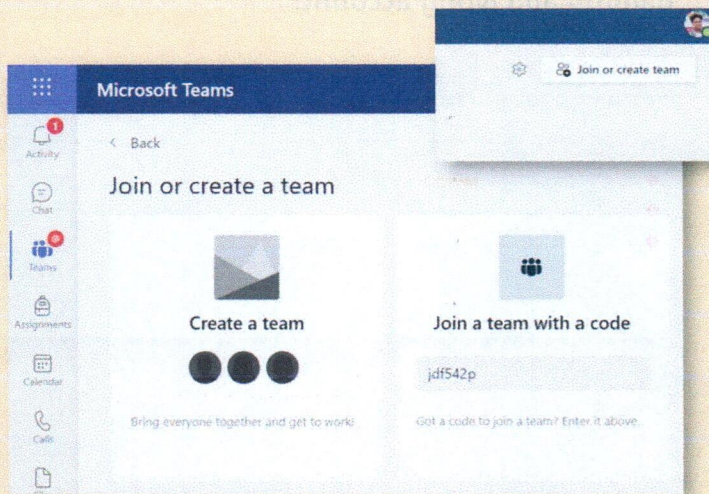 Join or create team
Microsoft Teams
1
Activity
< Back
Join or create a team
Chat
@
Teams
Create a team
Join a team with a code
Assignments
jdf542p
Calendar
Bring everyone together and get to work!
Got a code to join a team? Enter it above.
Calls